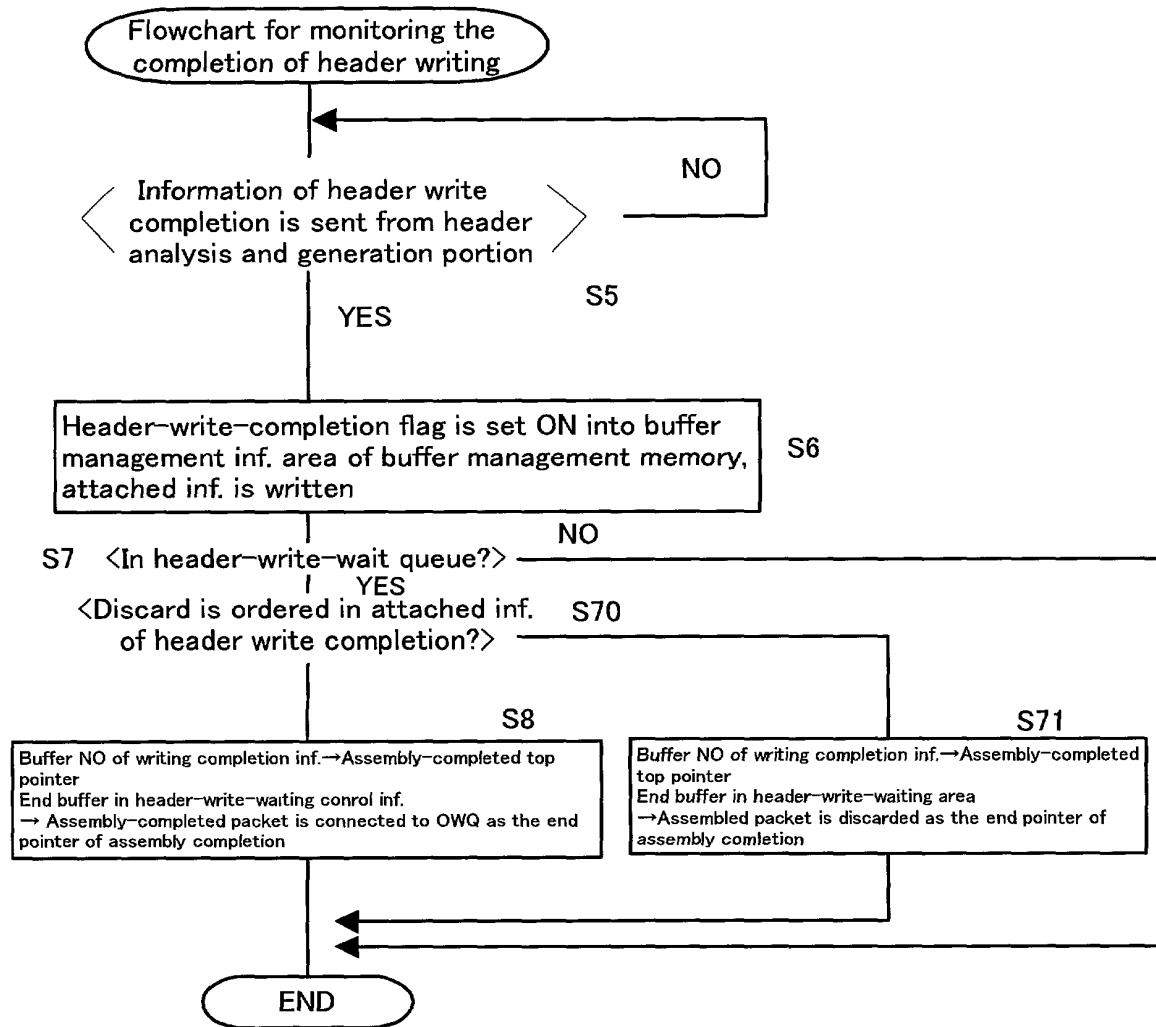 Flowchart for monitoring the
completion of header writing
NO
Information of header write
completion is sent from header
analysis and generation portion
S5
YES
Header-write-completion flag is set ON into buffer
management inf. area of buffer management memory,
attached inf. is written
S6
NO
S7 <In header-write-wait queue?>
YES
<Discard is ordered in attached inf.
of header write completion?>
S70
S8
Buffer NO of writing completion inf.→Assembly-completed top
pointer
End buffer in header-write-waiting conrol inf.
→ Assembly-completed packet is connected to OWQ as the end
pointer of assembly completion
S71
Buffer NO of writing completion inf.→Assembly-completed
top pointer
End buffer in header-write-waiting area
→Assembled packet is discarded as the end pointer of
assembly comletion
END